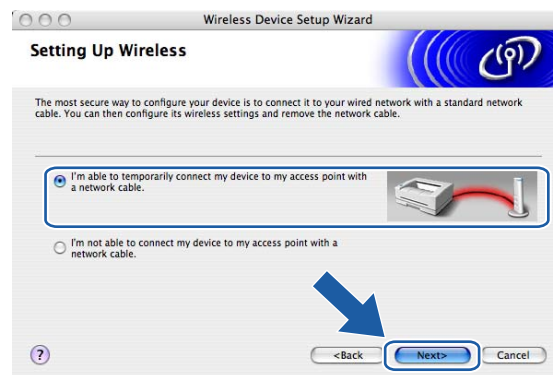 Wireless Device Setup Wizard
Setting Up Wireless
The most secure way to configure your device is to connect it to your wired network with a standard network
cable. You can then configure its wireless settings and remove the network cable.
I'm able to temporarily connect my device to my access point with
a network cable.
I'm not able to connect my device to my access point with a
network cable.
?
<Back
Next>
Cancel